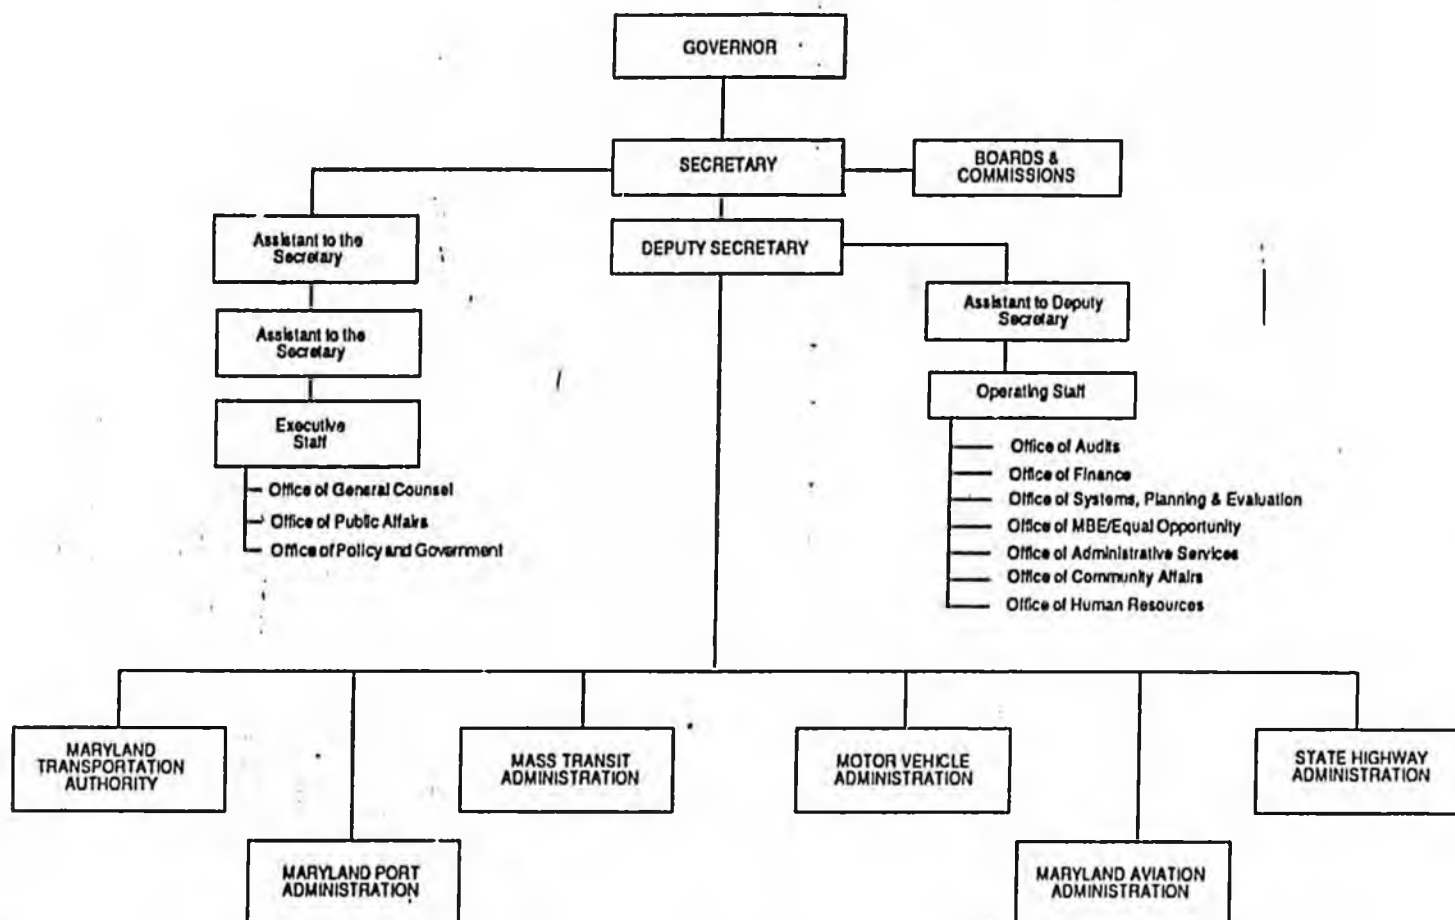 GOVERNOR
SECRETARY
BOARDS &
COMMISSIONS
Assistant to the
Secretary
DEPUTY SECRETARY
Assistant to Deputy
Secretary
Assistant to the
Secretary
Operating Staff
Executive
Staff
Office of General Counsel
Office of Public Affairs
Office of Policy and Government
Office of Audits
Office of Finance
Office of Systems, Planning & Evaluation
Office of MBE/Equal Opportunity
Office of Administrative Services
Office of Community Affairs
Office of Human Resources
MARYLAND
TRANSPORTATION
AUTHORITY
MASS TRANSIT
ADMINISTRATION
MOTOR VEHICLE
ADMINISTRATION
STATE HIGHWAY
ADMINISTRATION
MARYLAND PORT
ADMINISTRATION
MARYLAND AVIATION
ADMINISTRATION